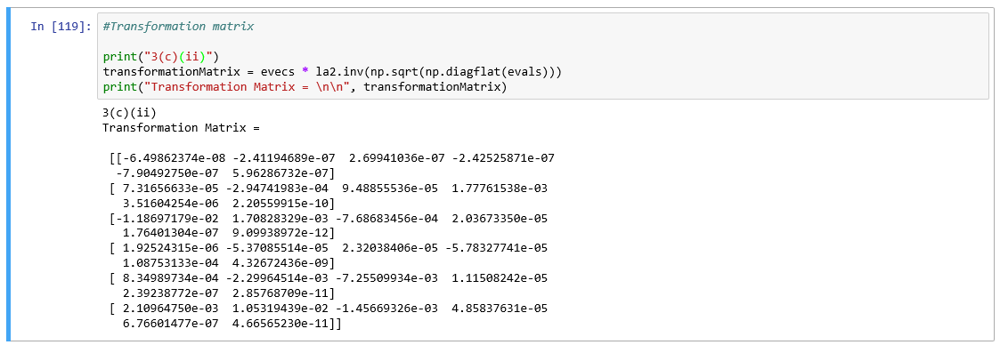 In [119]: #Transformation matrix
print("3(c)(ii)")
transformationMatrix = evecs * la2.inv(np.sqrt(np.diagflat(evals)))
print("Transformation Matrix = \n\n", transformationMatrix)
3(c)(ii)
Transformation Matrix =
[[-6.49862374e-08 -2.41194689e-07  2.69941036e-07 -2.42525871e-07
-7.90492750e-07  5.96286732e-07]
[ 7.31656633e-05 -2.94741983e-04  9.48855536e-05  1.77761538e-03
3.51604254e-06  2.20559915e-10]
[-1.18697179e-02  1.70828329e-03 -7.68683456e-04  2.03673350e-05
1.76401304e-07  9.09938972e-12]
[ 1.92524315e-06 -5.37085514e-05  2.32038406e-05 -5.78327741e-05
1.08753133e-04  4.32672436e-09]
[ 8.34989734e-04 -2.29964514e-03 -7.25509934e-03  1.11508242e-05
2.39238772e-07  2.85768709e-11]
[ 2.10964750e-03  1.05319439e-02 -1.45669326e-03  4.85837631e-05
6.76601477e-07  4.66565230e-11]]